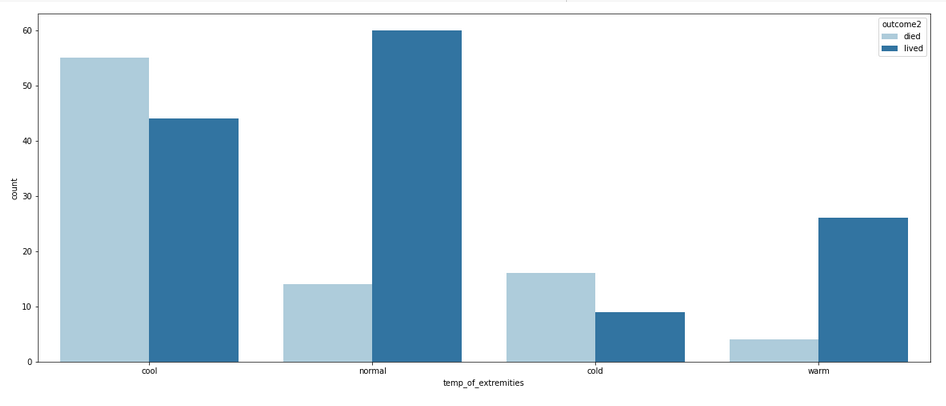 outcome2
died
lived
60
50
40
30
20
10
0
count
cool normal cold warm
temp_of_extremities